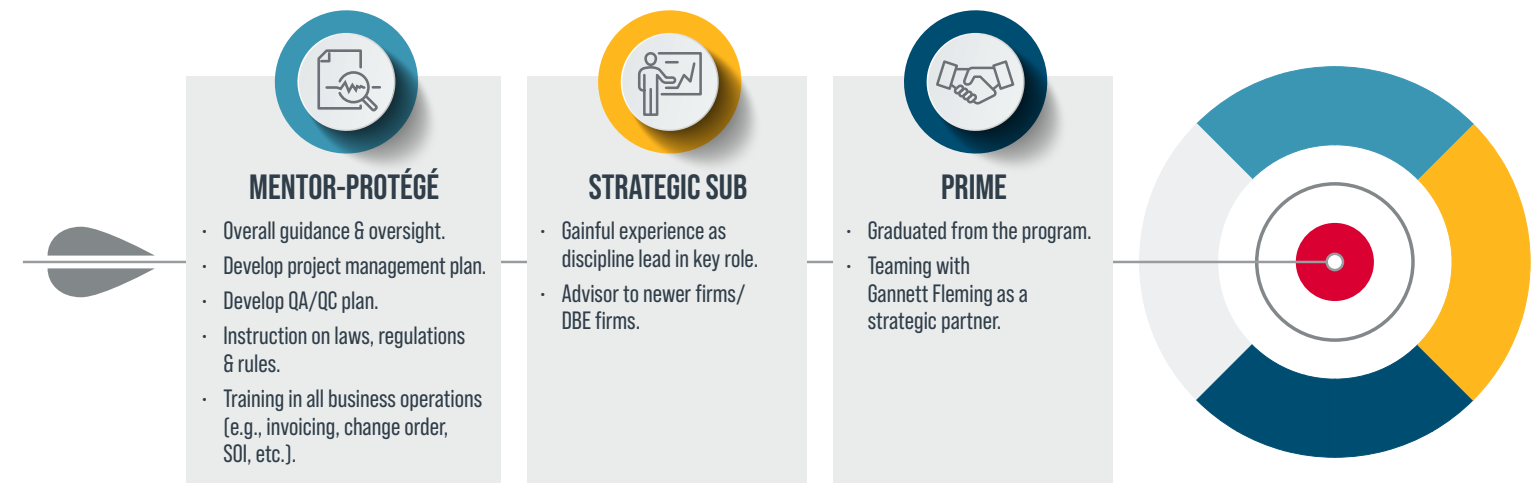 MENTOR-PROTÉGÉ
· Overall guidance & oversight.
· Develop project management plan.
· Develop QA/QC plan.
· Instruction on laws, regulations
& rules.
· Training in all business operations
(e.g., invoicing, change order,
SOI, etc.).
STRATEGIC SUB
· Gainful experience as
discipline lead in key role.
· Advisor to newer firms/
DBE firms.
PRIME
· Graduated from the program.
· Teaming with
Gannett Fleming as a
strategic partner.